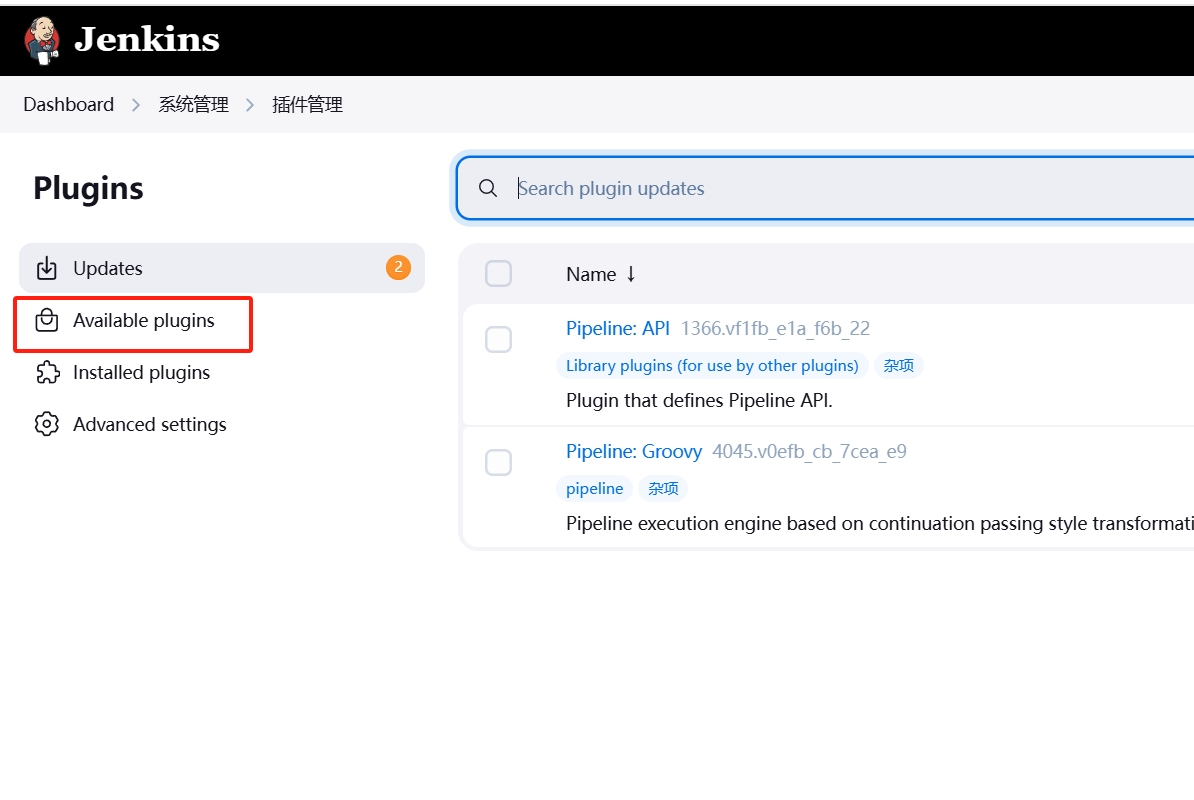 Jenkins
Dashboard > 系统管理 > 插件管理
Plugins
Search plugin updates
Updates 2
Available plugins
Installed plugins
Advanced settings
Name ↓
Pipeline: API 1366.vf1fb_e1a_f6b_22
Library plugins (for use by other plugins) 杂项
Plugin that defines Pipeline API.
Pipeline: Groovy 4045.v0efb_cb_7cea_e9
pipeline 杂项
Pipeline execution engine based on continuation passing style transformati